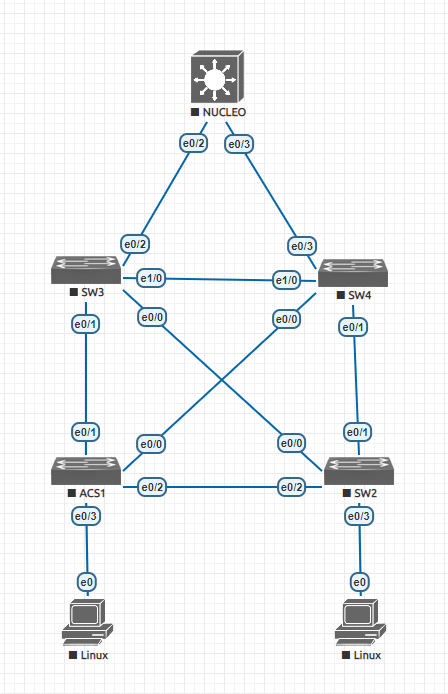 NUCLEO
e0/2
e0/3
e0/2
e0/3
e1/0
e1/0
SW3
SW4
e0/0
e0/0
e0/1
e0/1
e0/1
e0/1
e0/0
e0/0
e0/2
e0/2
ACS1
SW2
e0/3
e0/3
e0
e0
Linux
Linux